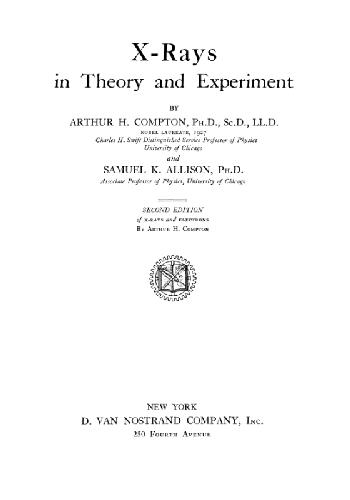 X-Rays
in Theory and Experiment
BY
ARTHUR H. COMPTON, PH.D., SC.D., LL.D.
NOBEL LAUREATE, 1927
Charles H. Swift Distinguished Service Professor of Physics
University of Chicago
and
SAMUEL K. ALLISON, PH.D.
Associate Professor of Physics, University of Chicago
SECOND EDITION
of X-RAYS and ELECTRONS
By ARTHUR H. COMPTON
NEW YORK
D. VAN NOSTRAND COMPANY, INC.
250 FOURTH AVENUE